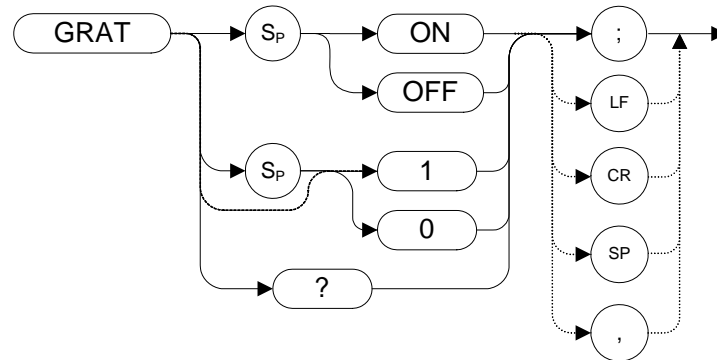 GRAT SP ON ;
OFF LF
SP 1 CR
0 SP
? ,